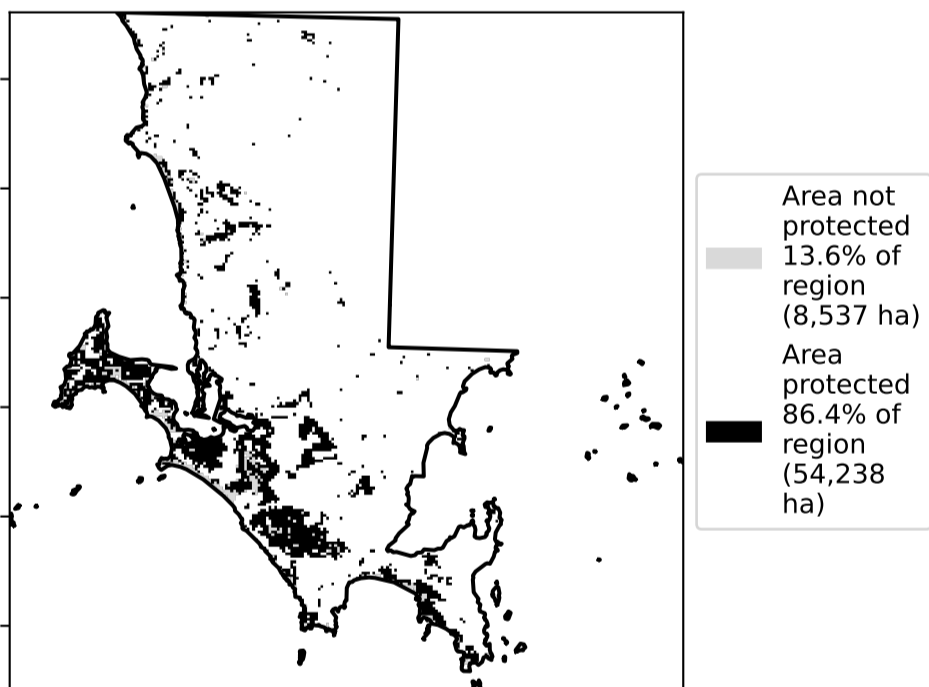 Area not
protected
13.6% of
region
(8,537 ha)
Area
protected
86.4% of
region
(54,238
ha)